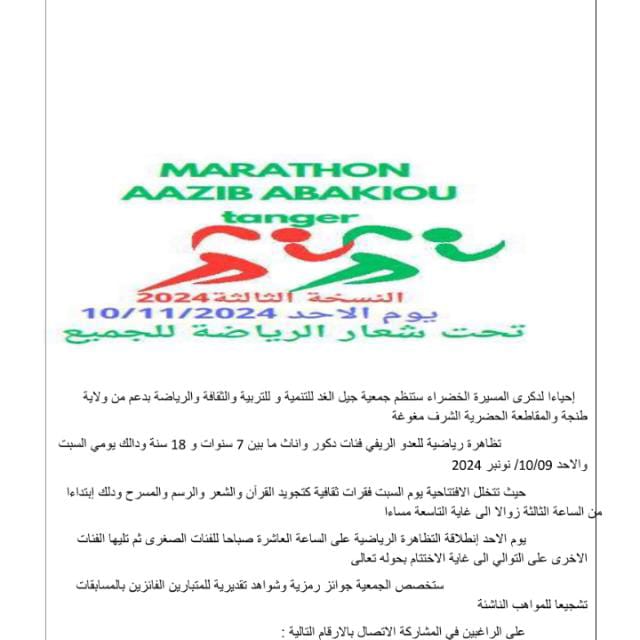 MARATHON
AAZIB ABAKIOU
tanger
النسخة الثالثة2024
يوم الاحد 10/11/2024
تحت شعار الرياضة للجميع
إحياءا لدكرى المسيرة الخضراء ستنظم جمعية جيل الغد للتنمية و للتربية والثقافة والرياضة بدعم من ولاية
طنجة والمقاطعة الحضرية الشرف مغوغة
تظاهرة رياضية للعدو الريفي فئات دكور واناث ما بين 7 سنوات و 18 سنة ودالك يومي السبت
والاحد 10/09/ نونبر 2024
حيث تتخلل الافتتاحية يوم السبت فقرات ثقافية كتجويد القرآن والشعر والرسم والمسرح ودلك إبتداءا
من الساعة الثالثة زوالا الى غاية التاسعة مساءا
يوم الاحد إنطلاقة التظاهرة الرياضية على الساعة العاشرة صباحا للفئات الصغرى ثم تليها الفئات
الاخرى على التوالي الى غاية الاختتام بحوله تعالى
ستخصص الجمعية جوائز رمزية وشواهد تقديرية للمتبارين الفائزين بالمسابقات
تشجيعا للمواهب الناشئة
على الراغبين في المشاركة الاتصال بالارقام التالية :